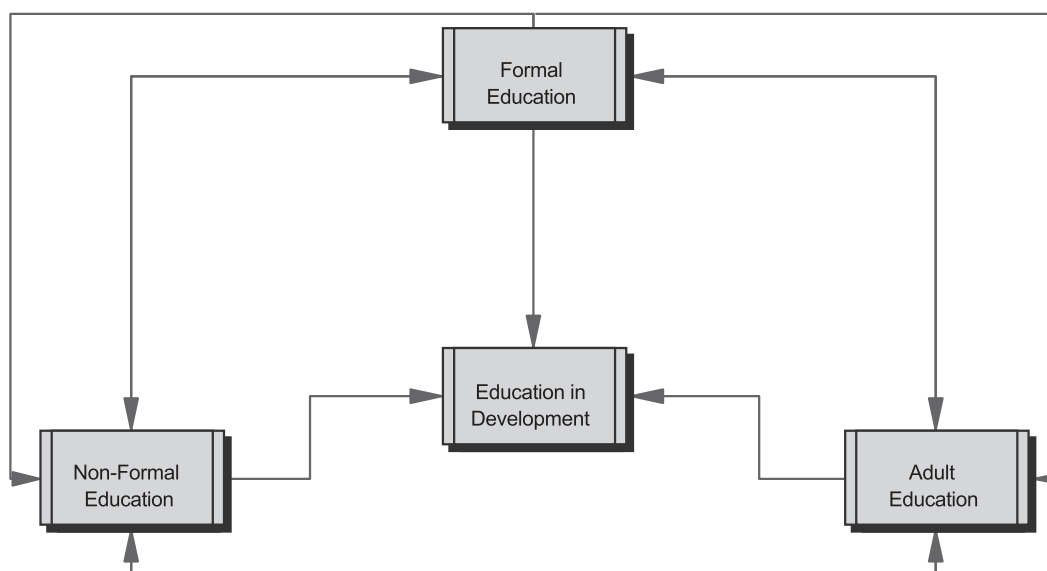 Formal
Education
Education in
Development
Non-Formal
Education
Adult
Education